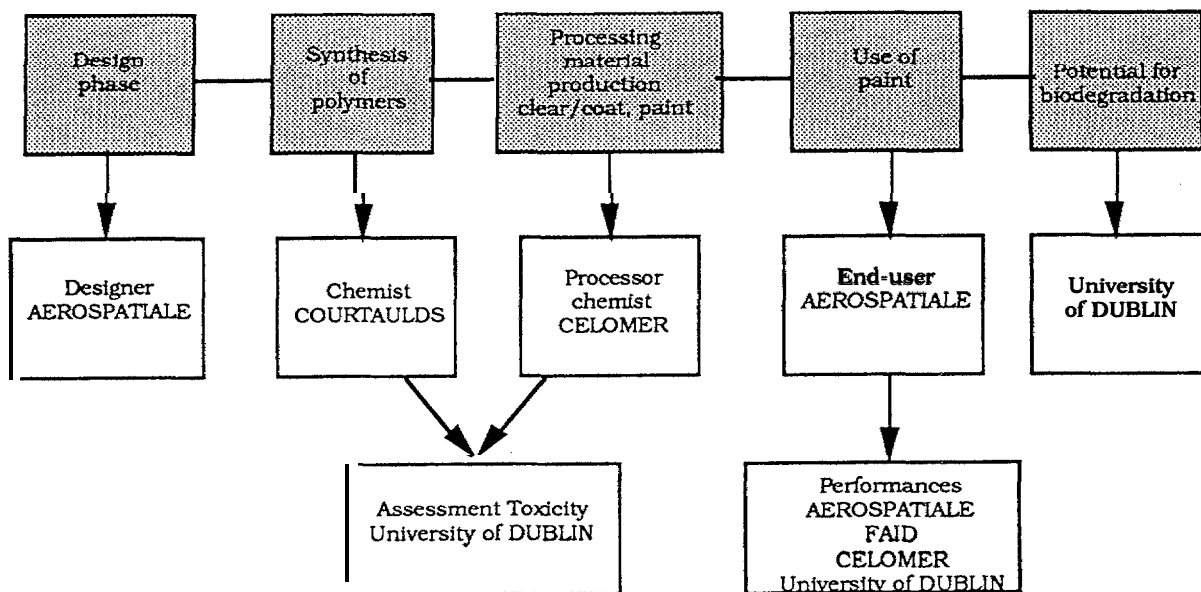 Design
phase
Synthesis
of
polymers
Processing
material
production
clear/coat, paint
Use of
paint
Potential for
biodegradation
Designer
AEROSPATIALE
Chemist
COURTAULDS
Processor
chemist
CELOMER
End-user
AEROSPATIALE
University
of DUBLIN
Assessment Toxicity
University of DUBLIN
Performances
AEROSPATIALE
FAID
CELOMER
University of DUBLIN